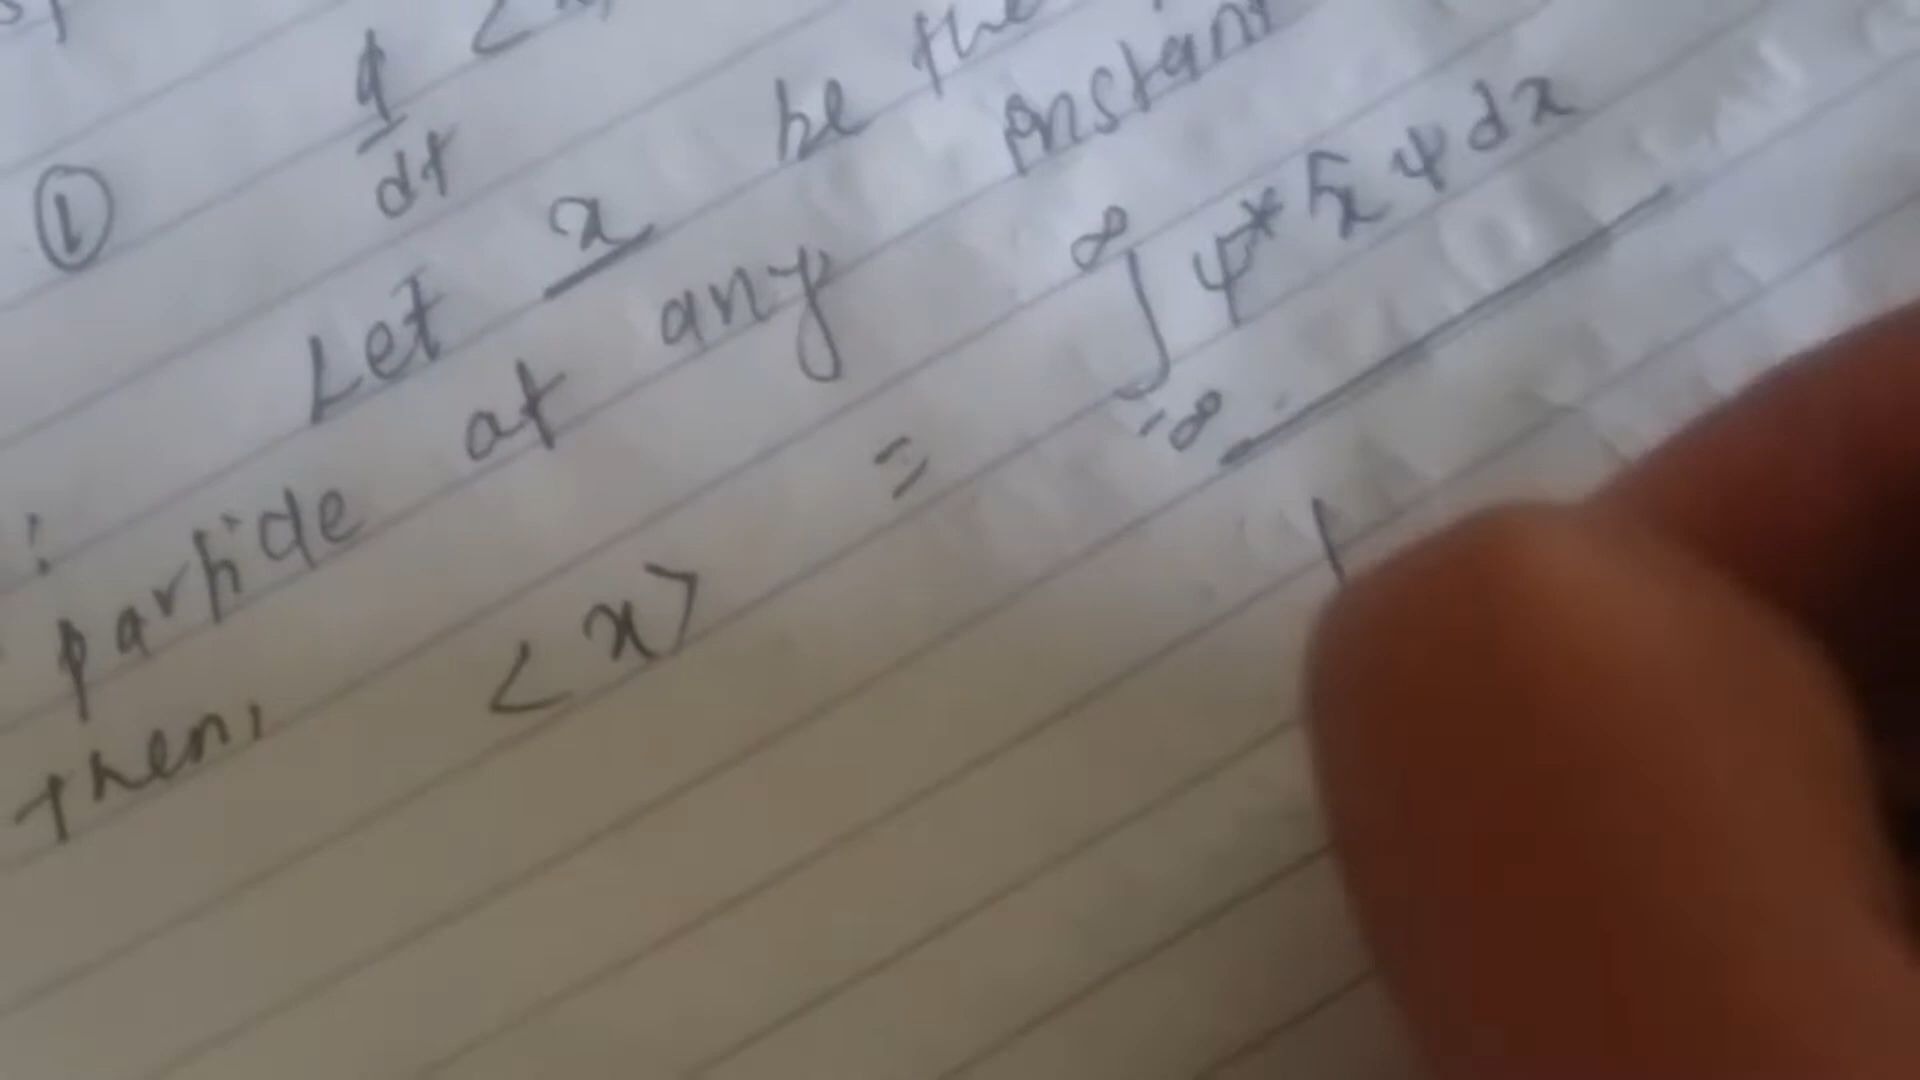 ① d/dt <x
Let x be the
particle at any instant
then, <x> = ∫_{-∞}^{∞} ψ* x̂ ψ dx